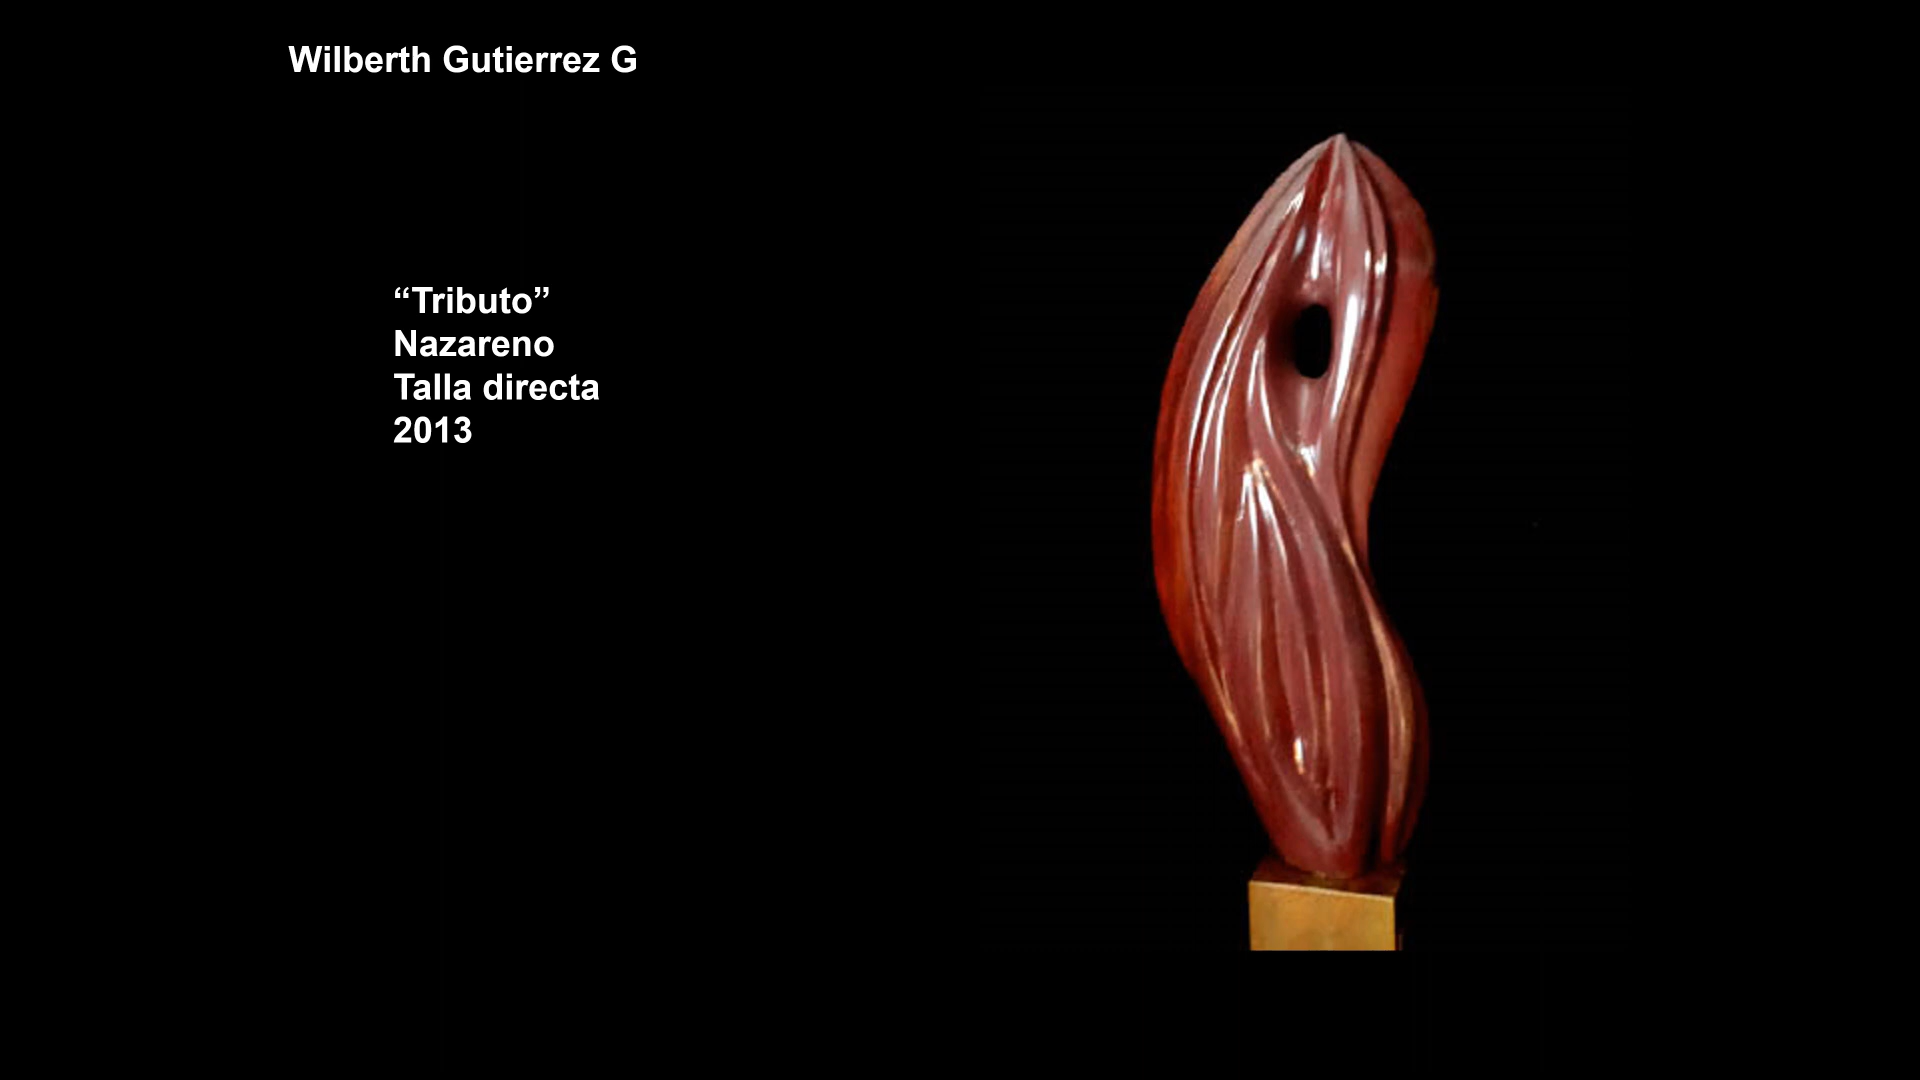 Wilberth Gutierrez G
“Tributo”
Nazareno
Talla directa
2013